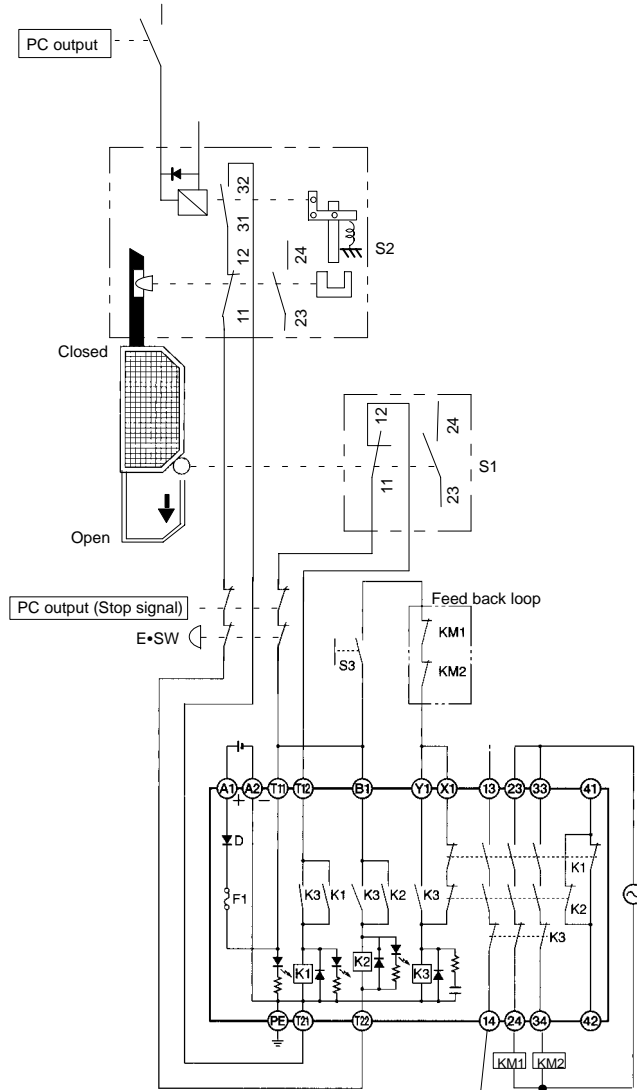 PC output
32
31
12
24
S2
11
23
Closed
12
24
S1
11
23
Open
PC output (Stop signal)
Feed back loop
E•SW
KM1
S3
KM2
A1 A2 T11 T12 B1 Y1 X1 13 23 33 41
+ −
D
K1
K3 K1 K3 K2 K3
F1
K2
K3
K1 K2 K3
PE T21 T22 14 24 34 42
KM1 KM2